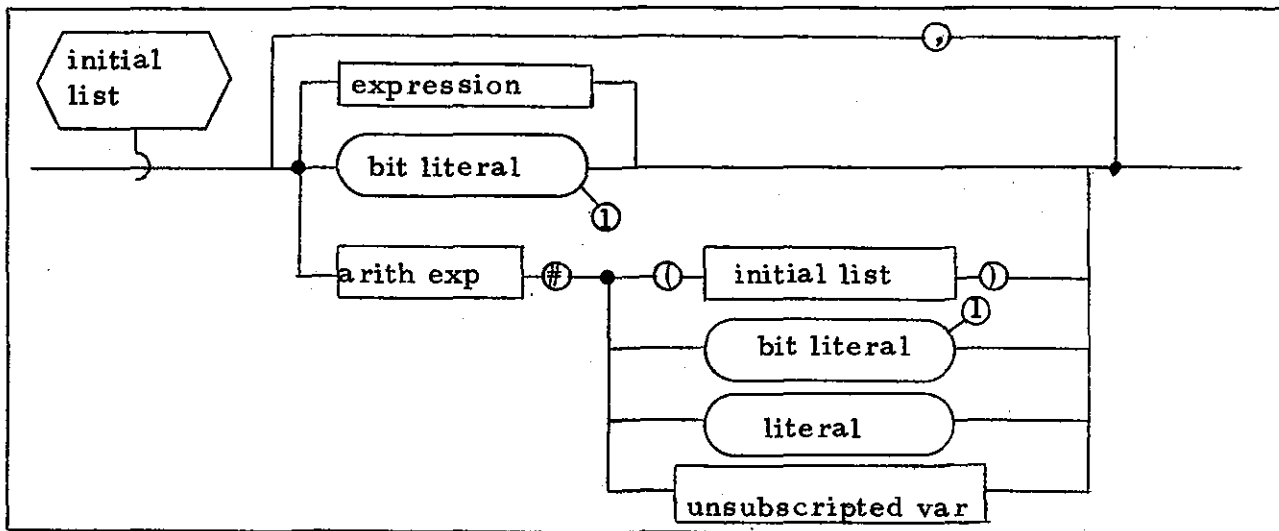 initial
list
,
expression
bit literal
1
arith exp # ( initial list )
1
bit literal
literal
unsubscripted var